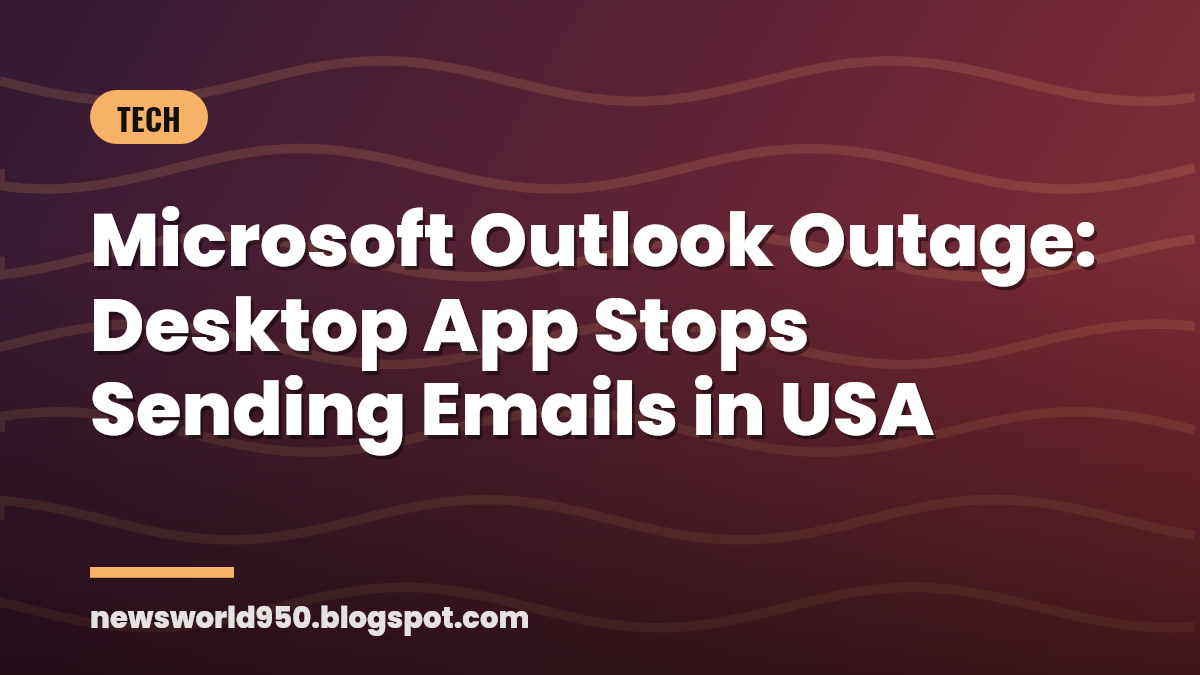 TECH
Microsoft Outlook Outage:
Desktop App Stops
Sending Emails in USA
newsworld950.blogspot.com